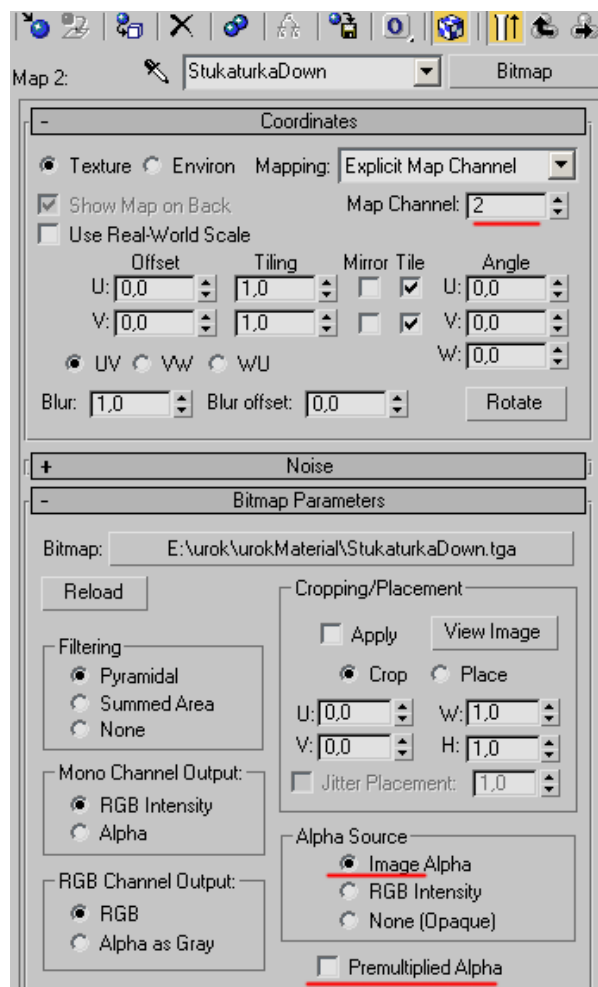 Map 2: StukaturkaDown Bitmap
- Coordinates
Texture Environ Mapping: Explicit Map Channel
Show Map on Back Map Channel: 2
Use Real-World Scale
Offset Tiling Mirror Tile Angle
U: 0,0 1,0 U: 0,0
V: 0,0 1,0 V: 0,0
UV VW WU W: 0,0
Blur: 1,0 Blur offset: 0,0 Rotate
+ Noise
- Bitmap Parameters
Bitmap: E:\urok\urokMaterial\StukaturkaDown.tga
Reload
Cropping/Placement
Apply View Image
Crop Place
U: 0,0 W: 1,0
V: 0,0 H: 1,0
Jitter Placement: 1,0
Filtering
Pyramidal
Summed Area
None
Mono Channel Output:
RGB Intensity
Alpha
Alpha Source
Image Alpha
RGB Intensity
None (Opaque)
RGB Channel Output:
RGB
Alpha as Gray
Premultiplied Alpha